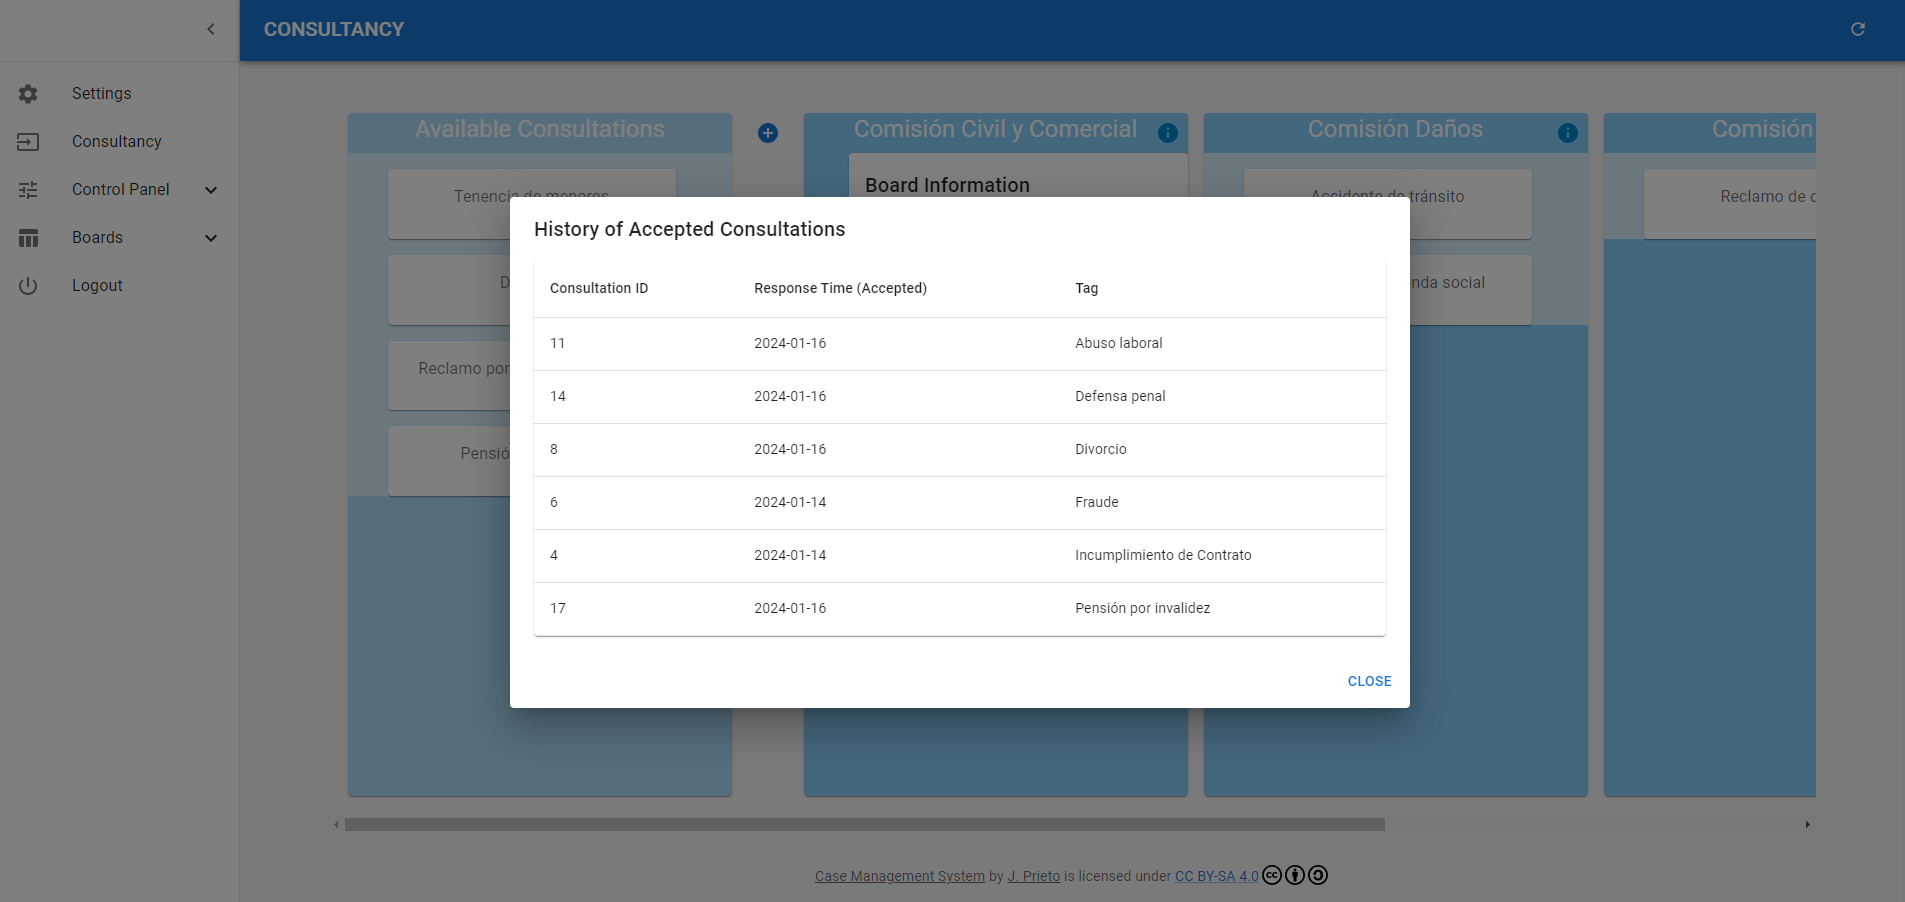 CONSULTANCY
Settings
Consultancy
Control Panel
Boards
Logout
Available Consultations
Tenencia de menores
Reclamo por
Comisión Civil y Comercial
Board Information
Comisión Daños
Accidente de tránsito
social
Comisión
Reclamo de
History of Accepted Consultations
Consultation ID Response Time (Accepted) Tag
11 2024-01-16 Abuso laboral
14 2024-01-16 Defensa penal
8 2024-01-16 Divorcio
6 2024-01-14 Fraude
4 2024-01-14 Incumplimiento de Contrato
17 2024-01-16 Pensión por invalidez
CLOSE
Case Management System by J. Prieto is licensed under CC BY-SA 4.0